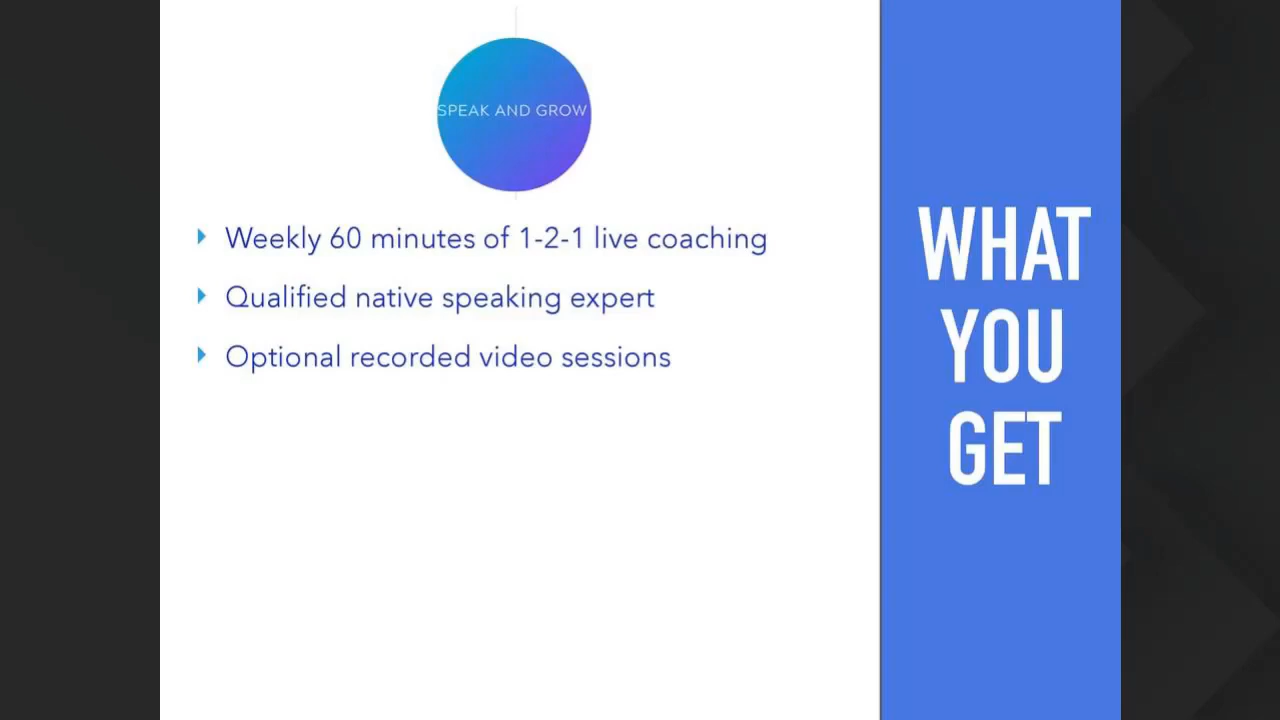 SPEAK AND GROW
Weekly 60 minutes of 1-2-1 live coaching
Qualified native speaking expert
Optional recorded video sessions
WHAT
YOU
GET